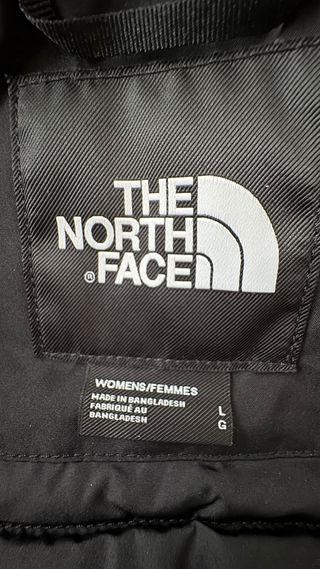 THE
NORTH
® FACE
WOMENS/FEMMES
MADE IN BANGLADESH
FABRIQUÉ AU
BANGLADESH
L
G